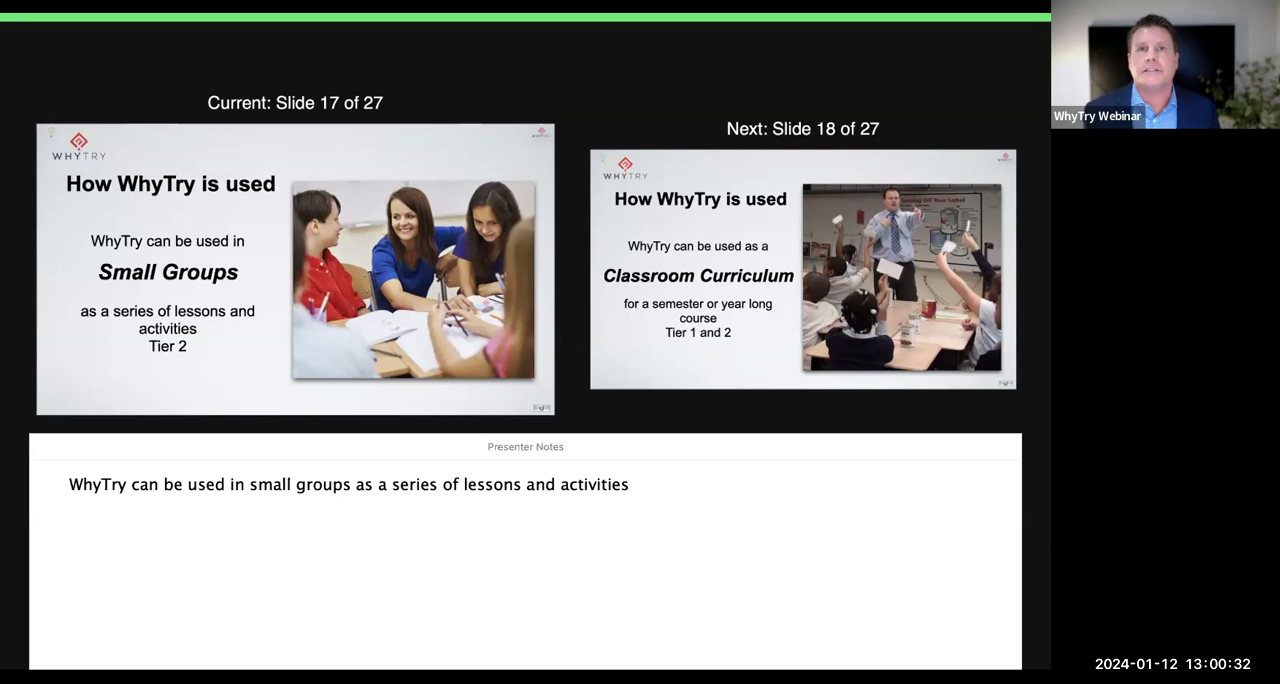 Current: Slide 17 of 27
WHYTRY
How WhyTry is used
WhyTry can be used in
Small Groups
as a series of lessons and
activities
Tier 2
Next: Slide 18 of 27
WHYTRY
How WhyTry is used
WhyTry can be used as a
Classroom Curriculum
for a semester or year long
course
Tier 1 and 2
Presenter Notes
WhyTry can be used in small groups as a series of lessons and activities
WhyTry Webinar
2024-01-12 13:00:32